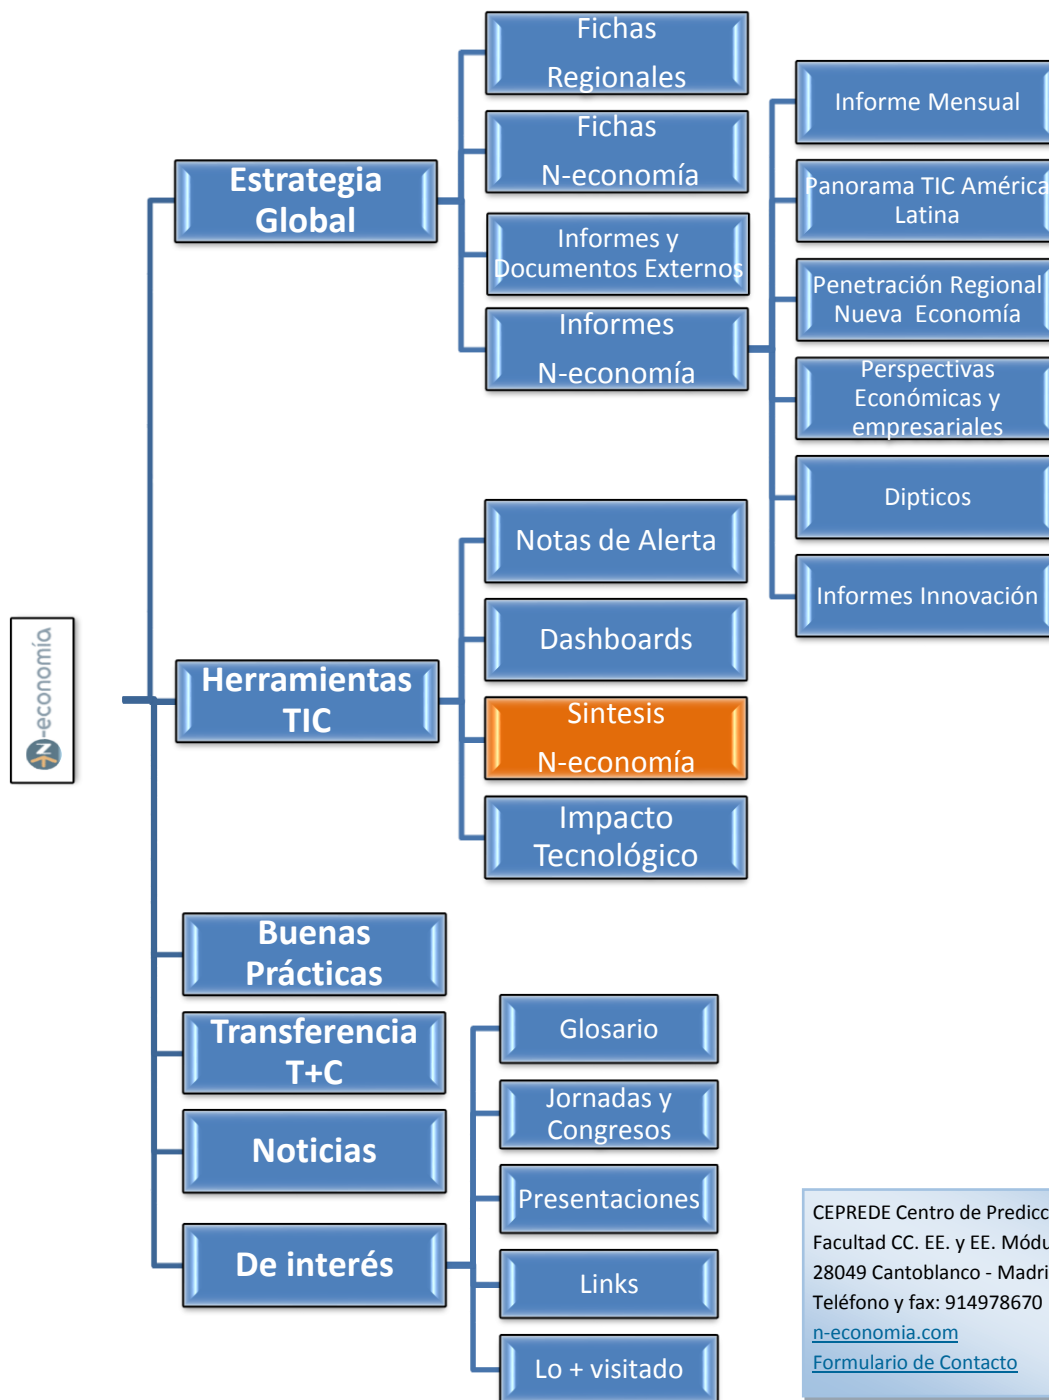 N-economía
Estrategia
Global
Fichas
Regionales
Fichas
N-economía
Informes y
Documentos Externos
Informes
N-economía
Informe Mensual
Panorama TIC América
Latina
Penetración Regional
Nueva Economía
Perspectivas
Económicas y
empresariales
Dipticos
Informes Innovación
Herramientas
TIC
Notas de Alerta
Dashboards
Sintesis
N-economía
Impacto
Tecnológico
Buenas
Prácticas
Transferencia
T+C
Noticias
De interés
Glosario
Jornadas y
Congresos
Presentaciones
Links
Lo + visitado
CEPREDE Centro de Predicc
Facultad CC. EE. y EE. Módu
28049 Cantoblanco - Madri
Teléfono y fax: 914978670
n-economia.com
Formulario de Contacto